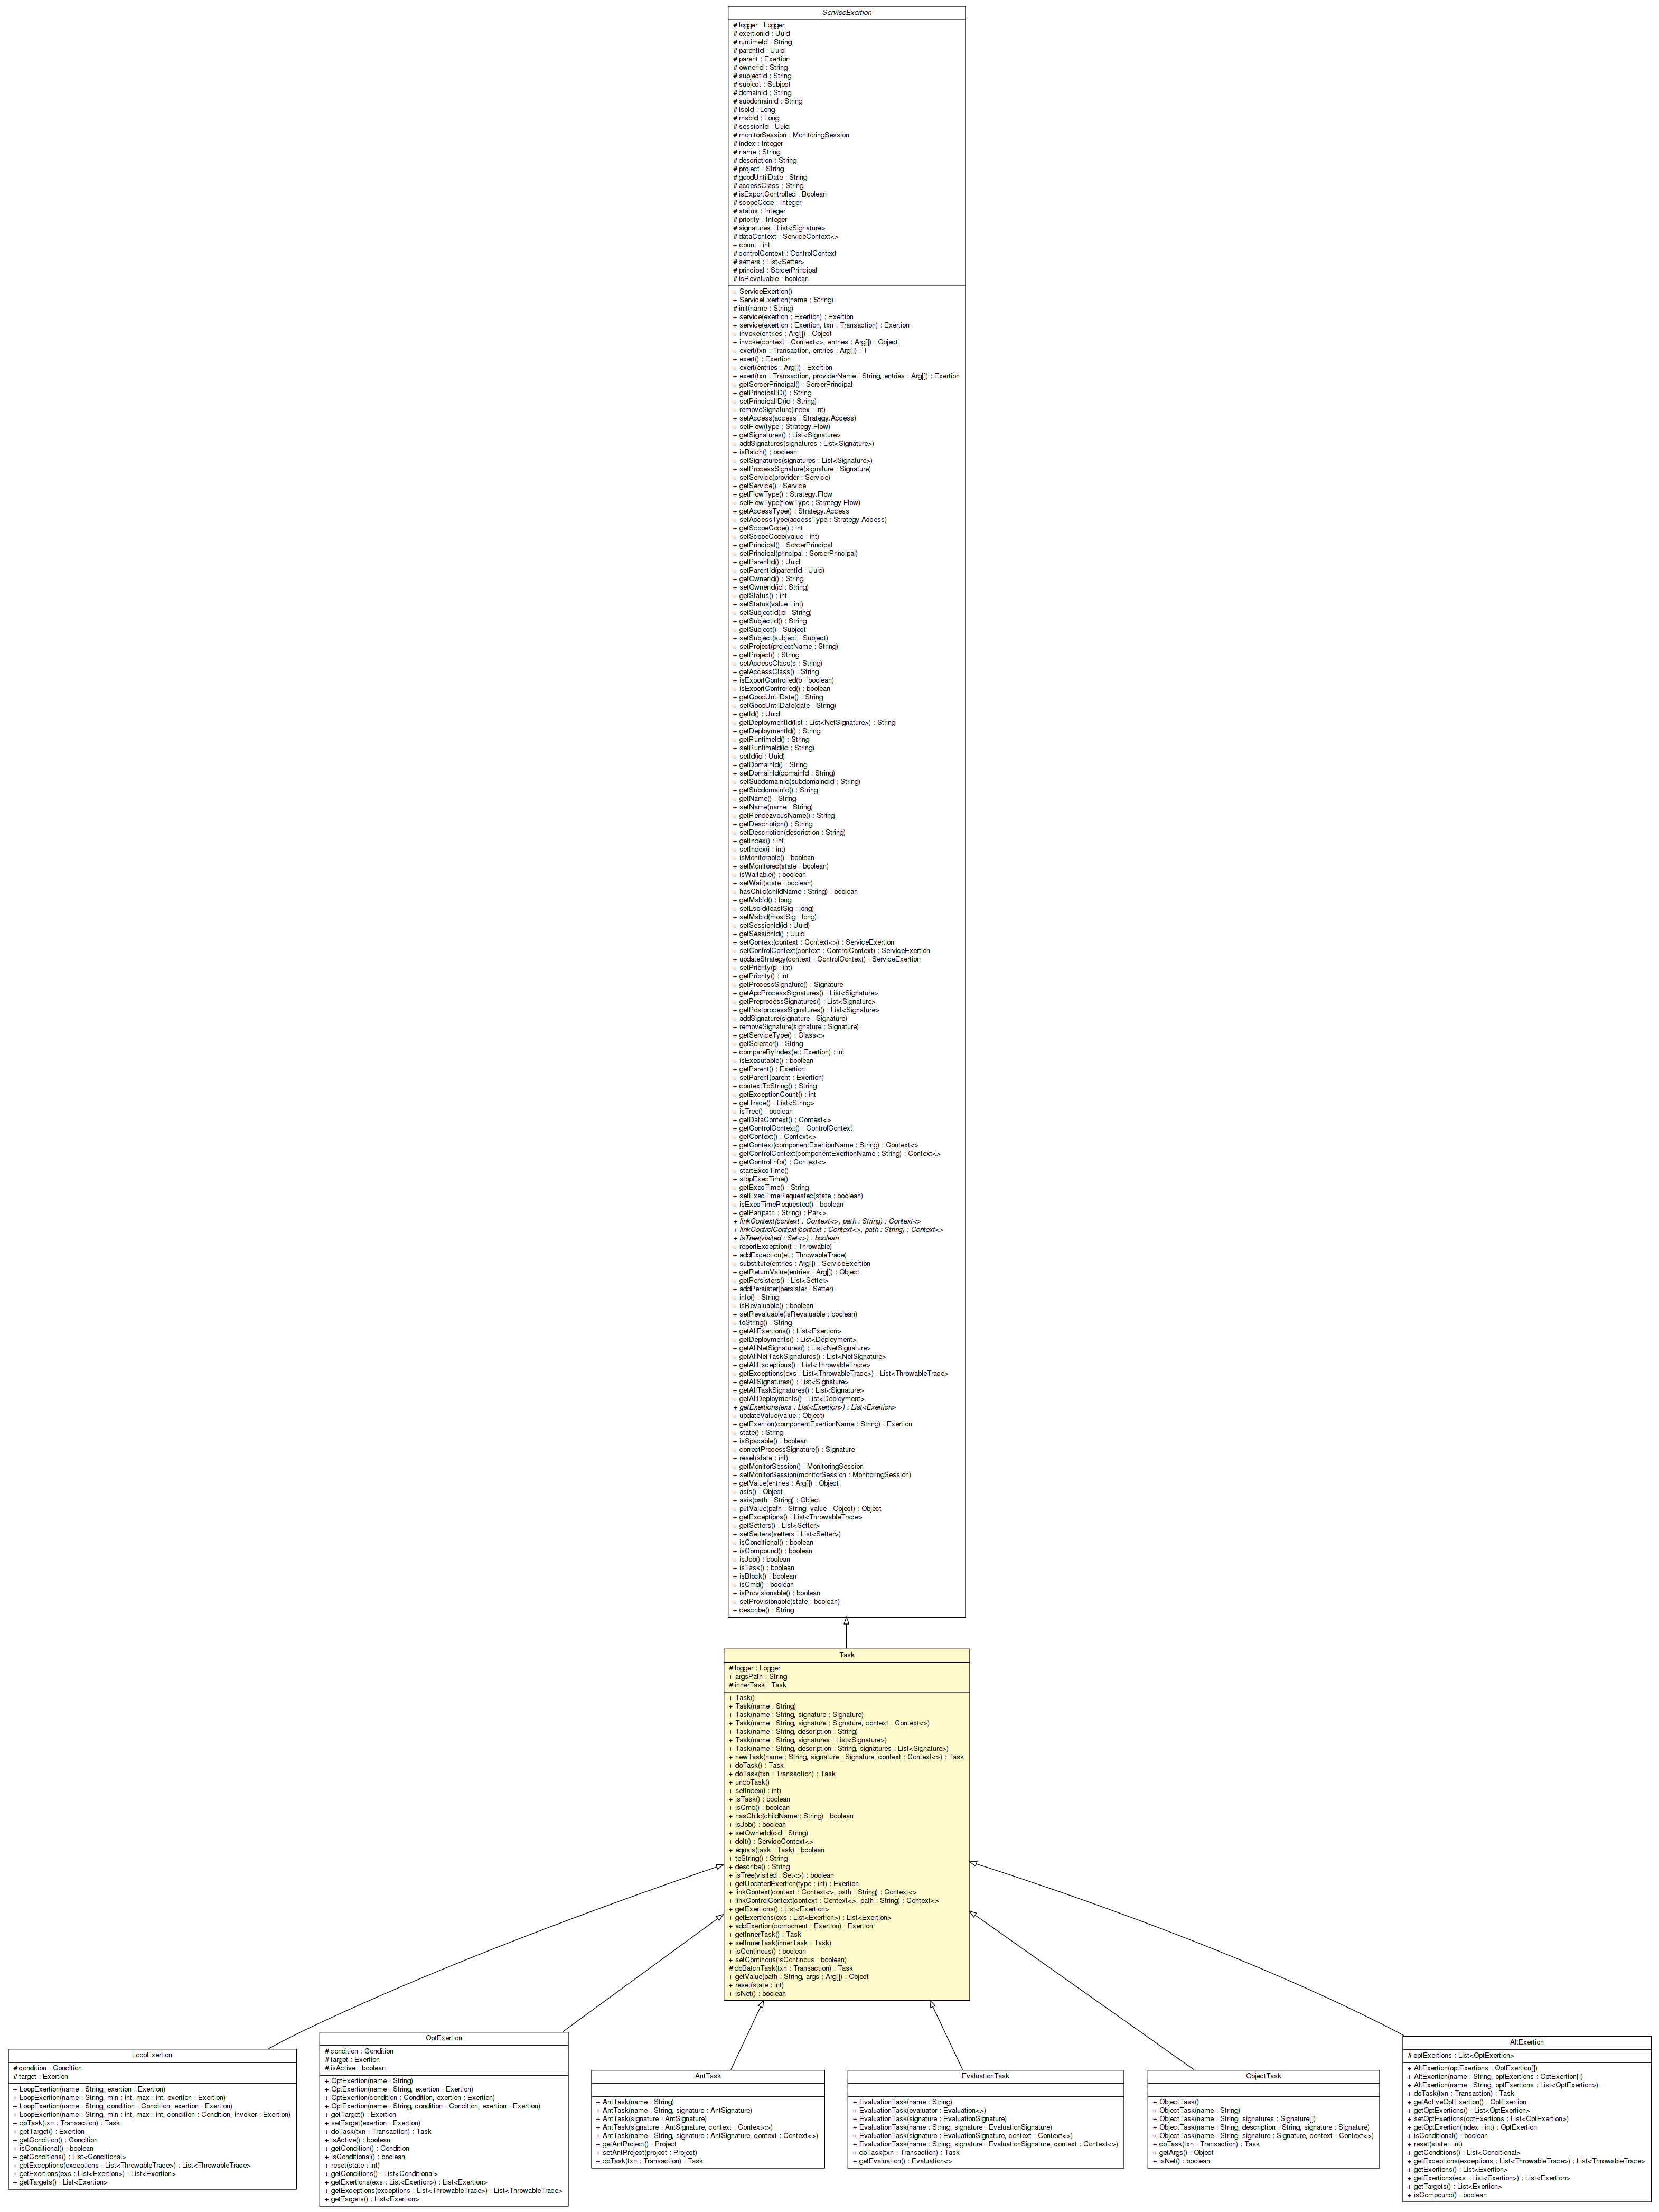 ServiceExertion
# logger : Logger
# exertionId : Uuid
# runtimeId : String
# parentId : Uuid
# parent : Exertion
# ownerId : String
# subjectId : String
# subject : Subject
# domainId : String
# subdomainId : String
# lsbId : Long
# msbId : Long
# sessionId : Uuid
# monitorSession : MonitoringSession
# index : Integer
# name : String
# description : String
# project : String
# goodUntilDate : String
# accessClass : String
# isExportControlled : Boolean
# scopeCode : Integer
# status : Integer
# priority : Integer
# signatures : List<Signature>
# dataContext : ServiceContext<>
+ count : int
# controlContext : ControlContext
# setters : List<Setter>
# principal : SorcerPrincipal
# isRevaluable : boolean
+ ServiceExertion()
+ ServiceExertion(name : String)
# init(name : String)
+ service(exertion : Exertion) : Exertion
+ service(exertion : Exertion, txn : Transaction) : Exertion
+ invoke(entries : Arg[]) : Object
+ invoke(context : Context<>, entries : Arg[]) : Object
+ exert(txn : Transaction, entries : Arg[]) : T
+ exert() : Exertion
+ exert(entries : Arg[]) : Exertion
+ exert(txn : Transaction, providerName : String, entries : Arg[]) : Exertion
+ getSorcerPrincipal() : SorcerPrincipal
+ getPrincipalID() : String
+ setPrincipalID(id : String)
+ removeSignature(index : int)
+ setAccess(access : Strategy.Access)
+ setFlow(type : Strategy.Flow)
+ getSignatures() : List<Signature>
+ addSignatures(signatures : List<Signature>)
+ isBatch() : boolean
+ setSignatures(signatures : List<Signature>)
+ setProcessSignature(signature : Signature)
+ setService(provider : Service)
+ getService() : Service
+ getFlowType() : Strategy.Flow
+ setFlowType(flowType : Strategy.Flow)
+ getAccessType() : Strategy.Access
+ setAccessType(accessType : Strategy.Access)
+ getScopeCode() : int
+ setScopeCode(value : int)
+ getPrincipal() : SorcerPrincipal
+ setPrincipal(principal : SorcerPrincipal)
+ getParentId() : Uuid
+ setParentId(parentId : Uuid)
+ getOwnerId() : String
+ setOwnerId(id : String)
+ getStatus() : int
+ setStatus(value : int)
+ setSubjectId(id : String)
+ getSubjectId() : String
+ getSubject() : Subject
+ setSubject(subject : Subject)
+ setProject(projectName : String)
+ getProject() : String
+ setAccessClass(s : String)
+ getAccessClass() : String
+ isExportControlled(b : boolean)
+ isExportControlled() : boolean
+ getGoodUntilDate() : String
+ setGoodUntilDate(date : String)
+ getId() : Uuid
+ getDeploymentId(list : List<NetSignature>) : String
+ getDeploymentId() : String
+ getRuntimeId() : String
+ setRuntimeId(id : String)
+ setId(id : Uuid)
+ getDomainId() : String
+ setDomainId(domainId : String)
+ setSubdomainId(subdomaindId : String)
+ getSubdomainId() : String
+ getName() : String
+ setName(name : String)
+ getRendezvousName() : String
+ getDescription() : String
+ setDescription(description : String)
+ getIndex() : int
+ setIndex(i : int)
+ isMonitorable() : boolean
+ setMonitored(state : boolean)
+ isWaitable() : boolean
+ setWait(state : boolean)
+ hasChild(childName : String) : boolean
+ getMsbId() : long
+ setLsbId(leastSig : long)
+ setMsbId(mostSig : long)
+ setSessionId(id : Uuid)
+ getSessionId() : Uuid
+ setContext(context : Context<>) : ServiceExertion
+ setControlContext(context : ControlContext) : ServiceExertion
+ updateStrategy(context : ControlContext) : ServiceExertion
+ setPriority(p : int)
+ getPriority() : int
+ getProcessSignature() : Signature
+ getApdProcessSignatures() : List<Signature>
+ getPreprocessSignatures() : List<Signature>
+ getPostprocessSignatures() : List<Signature>
+ addSignature(signature : Signature)
+ removeSignature(signature : Signature)
+ getServiceType() : Class<>
+ getSelector() : String
+ compareByIndex(e : Exertion) : int
+ isExecutable() : boolean
+ getParent() : Exertion
+ setParent(parent : Exertion)
+ contextToString() : String
+ getExceptionCount() : int
+ getTrace() : List<String>
+ isTree() : boolean
+ getDataContext() : Context<>
+ getControlContext() : ControlContext
+ getContext() : Context<>
+ getContext(componentExertionName : String) : Context<>
+ getControlContext(componentExertionName : String) : Context<>
+ getControlInfo() : Context<>
+ startExecTime()
+ stopExecTime()
+ getExecTime() : String
+ setExecTimeRequested(state : boolean)
+ isExecTimeRequested() : boolean
+ getPar(path : String) : Par<>
+ linkContext(context : Context<>, path : String) : Context<>
+ linkControlContext(context : Context<>, path : String) : Context<>
+ isTree(visited : Set<>) : boolean
+ reportException(t : Throwable)
+ addException(et : ThrowableTrace)
+ substitute(entries : Arg[]) : ServiceExertion
+ getReturnValue(entries : Arg[]) : Object
+ getPersisters() : List<Setter>
+ addPersister(persister : Setter)
+ info() : String
+ isRevaluable() : boolean
+ setRevaluable(isRevaluable : boolean)
+ toString() : String
+ getAllExertions() : List<Exertion>
+ getDeployments() : List<Deployment>
+ getAllNetSignatures() : List<NetSignature>
+ getAllNetTaskSignatures() : List<NetSignature>
+ getAllExceptions() : List<ThrowableTrace>
+ getExceptions(exs : List<ThrowableTrace>) : List<ThrowableTrace>
+ getAllSignatures() : List<Signature>
+ getAllTaskSignatures() : List<Signature>
+ getAllDeployments() : List<Deployment>
+ getExertions(exs : List<Exertion>) : List<Exertion>
+ updateValue(value : Object)
+ getExertion(componentExertionName : String) : Exertion
+ state() : String
+ isSpacable() : boolean
+ correctProcessSignature() : Signature
+ reset(state : int)
+ getMonitorSession() : MonitoringSession
+ setMonitorSession(monitorSession : MonitoringSession)
+ getValue(entries : Arg[]) : Object
+ asis() : Object
+ asis(path : String) : Object
+ putValue(path : String, value : Object) : Object
+ getExceptions() : List<ThrowableTrace>
+ getSetters() : List<Setter>
+ setSetters(setters : List<Setter>)
+ isConditional() : boolean
+ isCompound() : boolean
+ isJob() : boolean
+ isTask() : boolean
+ isBlock() : boolean
+ isCmd() : boolean
+ isProvisionable() : boolean
+ setProvisionable(state : boolean)
+ describe() : String
Task
# logger : Logger
+ argsPath : String
# innerTask : Task
+ Task()
+ Task(name : String)
+ Task(name : String, signature : Signature)
+ Task(name : String, signature : Signature, context : Context<>)
+ Task(name : String, description : String)
+ Task(name : String, signatures : List<Signature>)
+ Task(name : String, description : String, signatures : List<Signature>)
+ newTask(name : String, signature : Signature, context : Context<>) : Task
+ doTask() : Task
+ doTask(txn : Transaction) : Task
+ undoTask()
+ setIndex(i : int)
+ isTask() : boolean
+ isCmd() : boolean
+ hasChild(childName : String) : boolean
+ isJob() : boolean
+ setOwnerId(oid : String)
+ doIt() : ServiceContext<>
+ equals(task : Task) : boolean
+ toString() : String
+ describe() : String
+ isTree(visited : Set<>) : boolean
+ getUpdatedExertion(type : int) : Exertion
+ linkContext(context : Context<>, path : String) : Context<>
+ linkControlContext(context : Context<>, path : String) : Context<>
+ getExertions() : List<Exertion>
+ getExertions(exs : List<Exertion>) : List<Exertion>
+ addExertion(component : Exertion) : Exertion
+ getInnerTask() : Task
+ setInnerTask(innerTask : Task)
+ isContinous() : boolean
+ setContinous(isContinous : boolean)
# doBatchTask(txn : Transaction) : Task
+ getValue(path : String, args : Arg[]) : Object
+ reset(state : int)
+ isNet() : boolean
LoopExertion
# condition : Condition
# target : Exertion
+ LoopExertion(name : String, exertion : Exertion)
+ LoopExertion(name : String, min : int, max : int, exertion : Exertion)
+ LoopExertion(name : String, condition : Condition, exertion : Exertion)
+ LoopExertion(name : String, min : int, max : int, condition : Condition, invoker : Exertion)
+ doTask(txn : Transaction) : Task
+ getTarget() : Exertion
+ getCondition() : Condition
+ isConditional() : boolean
+ getConditions() : List<Conditional>
+ getExceptions(exceptions : List<ThrowableTrace>) : List<ThrowableTrace>
+ getExertions(exs : List<Exertion>) : List<Exertion>
+ getTargets() : List<Exertion>
OptExertion
# condition : Condition
# target : Exertion
# isActive : boolean
+ OptExertion(name : String)
+ OptExertion(name : String, exertion : Exertion)
+ OptExertion(condition : Condition, exertion : Exertion)
+ OptExertion(name : String, condition : Condition, exertion : Exertion)
+ getTarget() : Exertion
+ setTarget(exertion : Exertion)
+ doTask(txn : Transaction) : Task
+ isActive() : boolean
+ getCondition() : Condition
+ isConditional() : boolean
+ reset(state : int)
+ getConditions() : List<Conditional>
+ getExertions(exs : List<Exertion>) : List<Exertion>
+ getExceptions(exceptions : List<ThrowableTrace>) : List<ThrowableTrace>
+ getTargets() : List<Exertion>
AntTask
+ AntTask(name : String)
+ AntTask(name : String, signature : AntSignature)
+ AntTask(signature : AntSignature)
+ AntTask(signature : AntSignature, context : Context<>)
+ AntTask(name : String, signature : AntSignature, context : Context<>)
+ getAntProject() : Project
+ setAntProject(project : Project)
+ doTask(txn : Transaction) : Task
EvaluationTask
+ EvaluationTask(name : String)
+ EvaluationTask(evaluator : Evaluation<>)
+ EvaluationTask(signature : EvaluationSignature)
+ EvaluationTask(name : String, signature : EvaluationSignature)
+ EvaluationTask(signature : EvaluationSignature, context : Context<>)
+ EvaluationTask(name : String, signature : EvaluationSignature, context : Context<>)
+ doTask(txn : Transaction) : Task
+ getEvaluation() : Evaluation<>
ObjectTask
+ ObjectTask()
+ ObjectTask(name : String)
+ ObjectTask(name : String, signatures : Signature[])
+ ObjectTask(name : String, description : String, signature : Signature)
+ ObjectTask(name : String, signature : Signature, context : Context<>)
+ doTask(txn : Transaction) : Task
+ getArgs() : Object
+ isNet() : boolean
AltExertion
# optExertions : List<OptExertion>
+ AltExertion(optExertions : OptExertion[])
+ AltExertion(name : String, optExertions : OptExertion[])
+ AltExertion(name : String, optExertions : List<OptExertion>)
+ doTask(txn : Transaction) : Task
+ getActiveOptExertion() : OptExertion
+ getOptExertions() : List<OptExertion>
+ setOptExertions(optExertions : List<OptExertion>)
+ getOptExertion(index : int) : OptExertion
+ isConditional() : boolean
+ reset(state : int)
+ getConditions() : List<Conditional>
+ getExceptions(exceptions : List<ThrowableTrace>) : List<ThrowableTrace>
+ getExertions() : List<Exertion>
+ getExertions(exs : List<Exertion>) : List<Exertion>
+ getTargets() : List<Exertion>
+ isCompound() : boolean